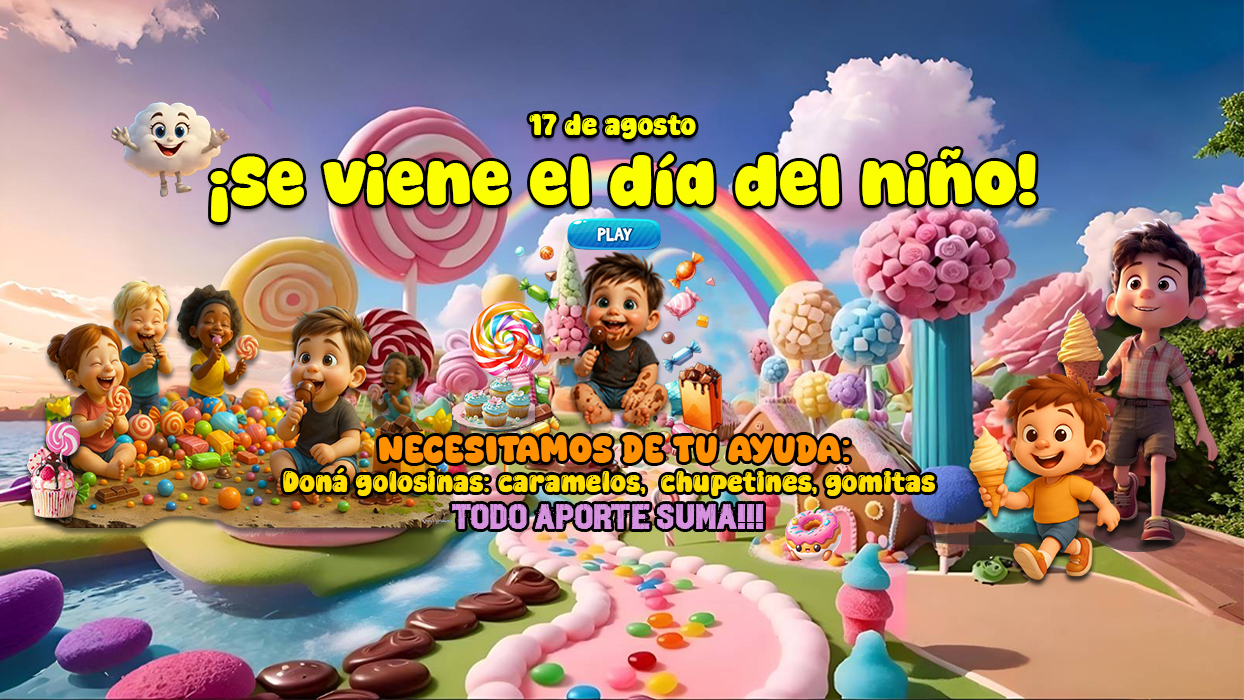 17 de agosto
¡Se viene el día del niño!
PLAY
NECESITAMOS DE TU AYUDA:
Doná golosinas: caramelos, chupetines, gomitas
TODO APORTE SUMA!!!